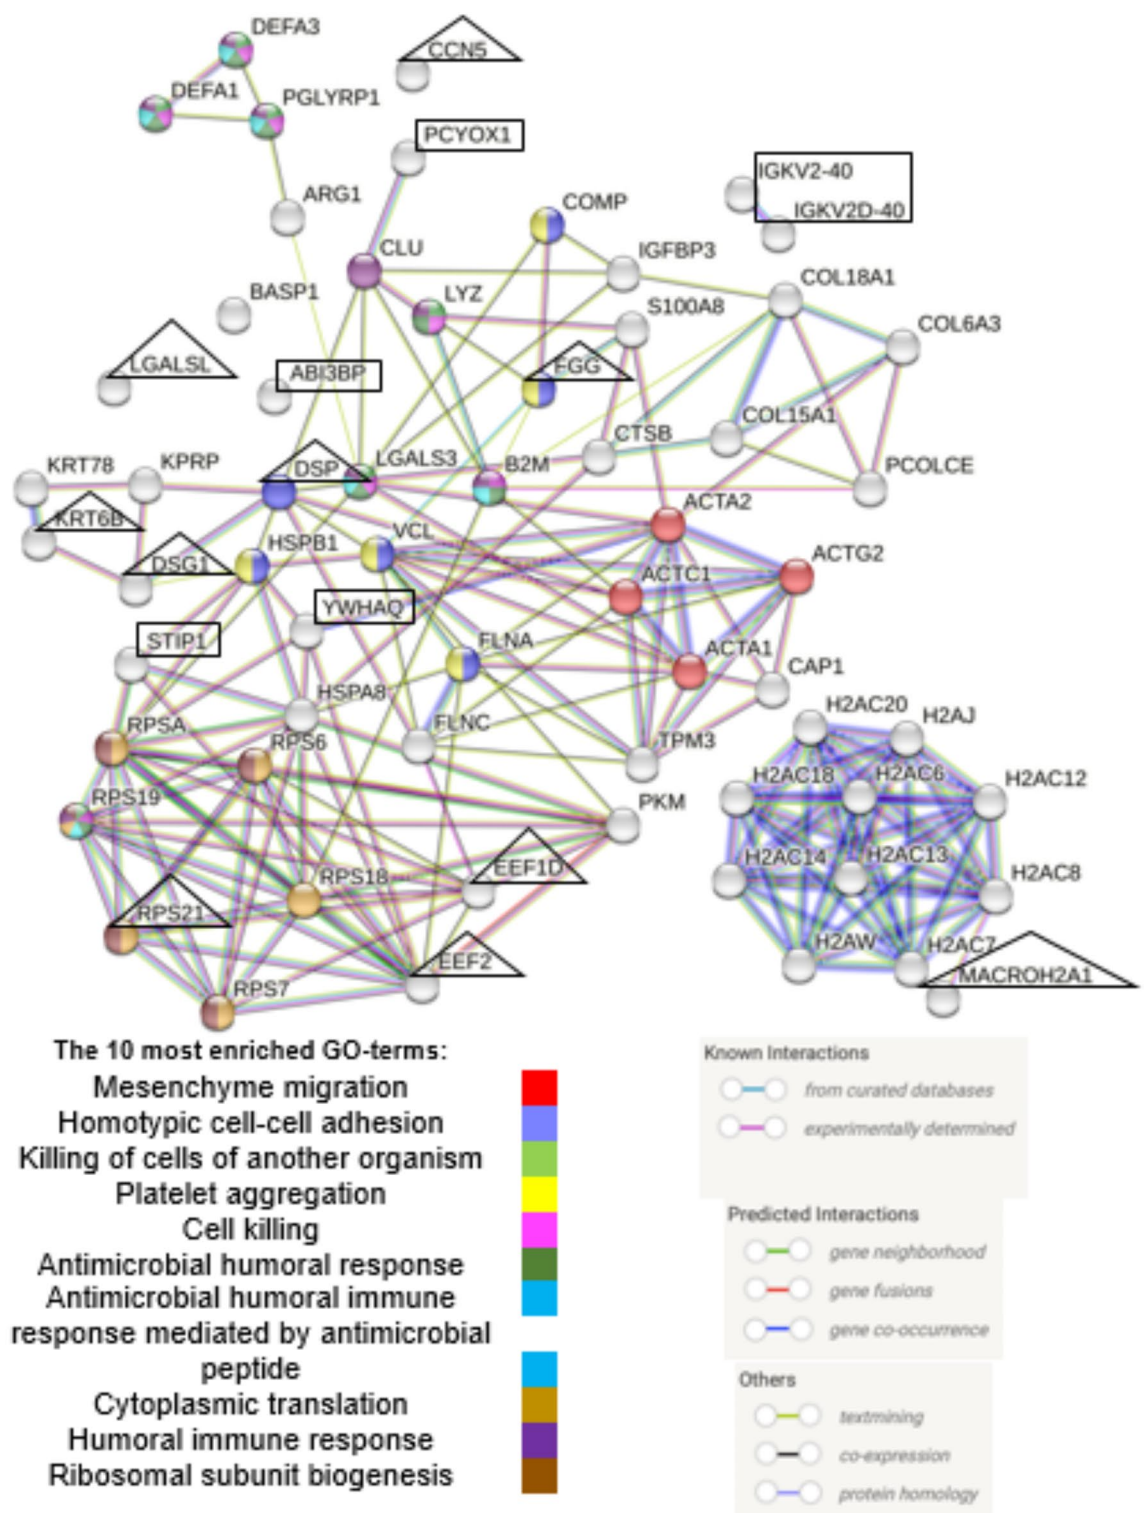 DEFA3
CCN5
DEFA1
PGLYRP1
PCYOX1
IGKV2-40
ARG1
COMP
IGKV2D-40
CLU
IGFBP3
COL18A1
BASP1
LYZ
S100A8
COL6A3
LGALSL
ABI3BP
FGG
COL15A1
CTSB
KRT78
KPRP
DSP
LGALS3
B2M
PCOLCE
ACTA2
KRT6B
VCL
HSPB1
ACTG2
DSG1
ACTC1
YWHAQ
STIP1
FLNA
ACTA1
CAP1
HSPA8
H2AC20
H2AJ
RPSA
FLNC
RPS6
TPM3
H2AC18
H2AC6
H2AC12
RPS19
PKM
H2AC14
H2AC13
EEF1D
H2AC8
RPS18
RPS21
H2AW
H2AC7
EEF2
MACROH2A1
RPS7
The 10 most enriched GO-terms:
Mesenchyme migration
Homotypic cell-cell adhesion
Killing of cells of another organism
Platelet aggregation
Cell killing
Antimicrobial humoral response
Antimicrobial humoral immune
response mediated by antimicrobial
peptide
Cytoplasmic translation
Humoral immune response
Ribosomal subunit biogenesis
Known Interactions
from curated databases
experimentally determined
Predicted Interactions
gene neighborhood
gene fusions
gene co-occurrence
Others
textmining
co-expression
protein homology